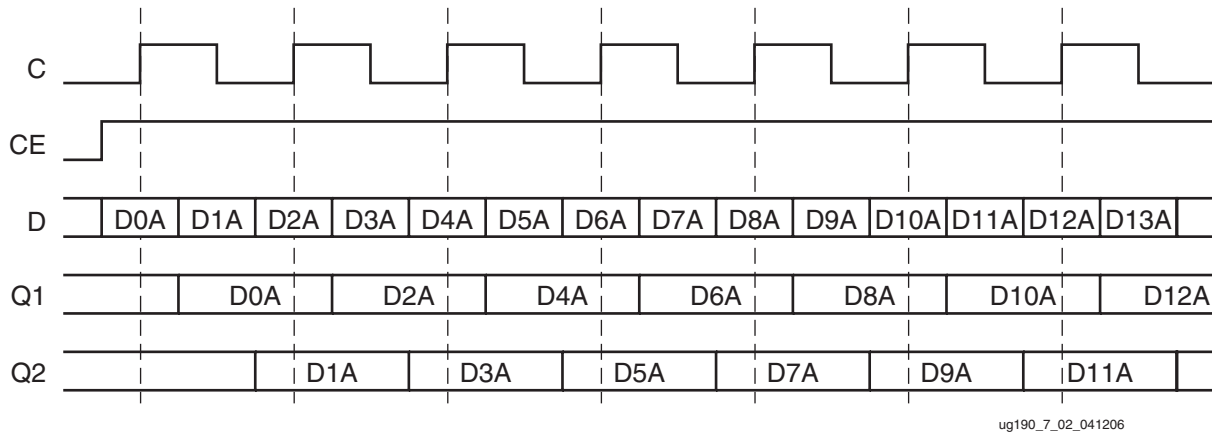 C
CE
D D0A D1A D2A D3A D4A D5A D6A D7A D8A D9A D10A D11A D12A D13A
Q1 D0A D2A D4A D6A D8A D10A D12A
Q2 D1A D3A D5A D7A D9A D11A
ug190_7_02_041206